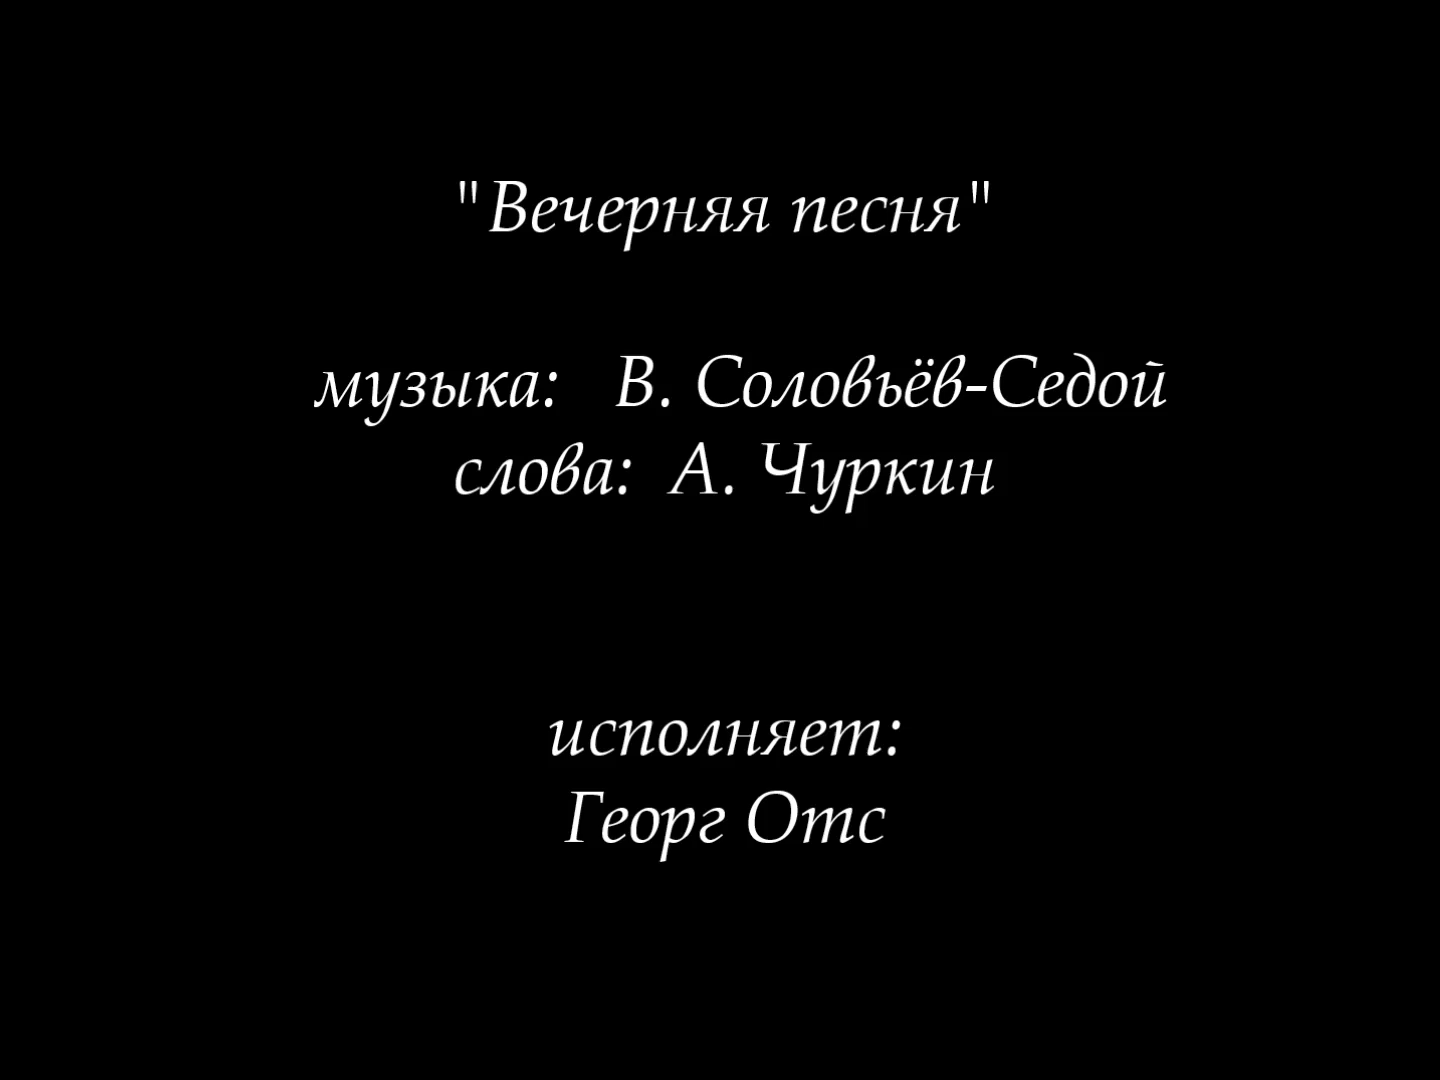 "Вечерняя песня"
музыка: В. Соловьёв-Седой
слова: А. Чуркин
исполняет:
Георг Отс